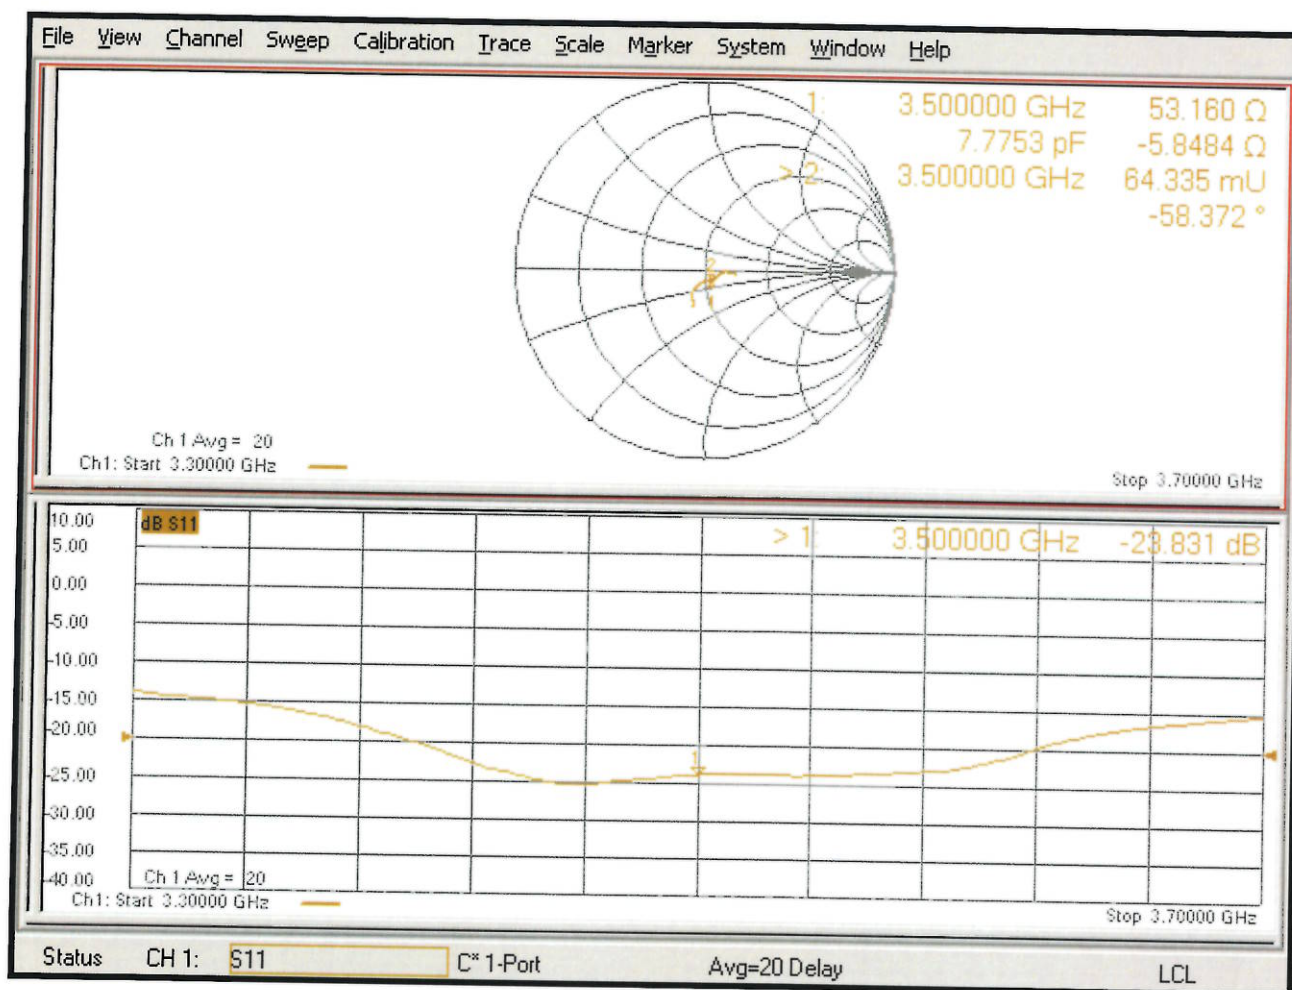 File View Channel Sweep Calibration Trace Scale Marker System Window Help
1: 3.500000 GHz 53.160 Ω
7.7753 pF -5.8484 Ω
> 2: 3.500000 GHz 64.335 mU
-58.372 °
2
1
Ch 1 Avg = 20
Ch1: Start 3.30000 GHz
Stop 3.70000 GHz
10.00
dB S11
> 1: 3.500000 GHz -23.831 dB
5.00
0.00
-5.00
-10.00
-15.00
-20.00
1
-25.00
-30.00
-35.00
-40.00
Ch 1 Avg = 20
Ch1: Start 3.30000 GHz
Stop 3.70000 GHz
Status CH 1: S11 C* 1-Port Avg=20 Delay LCL